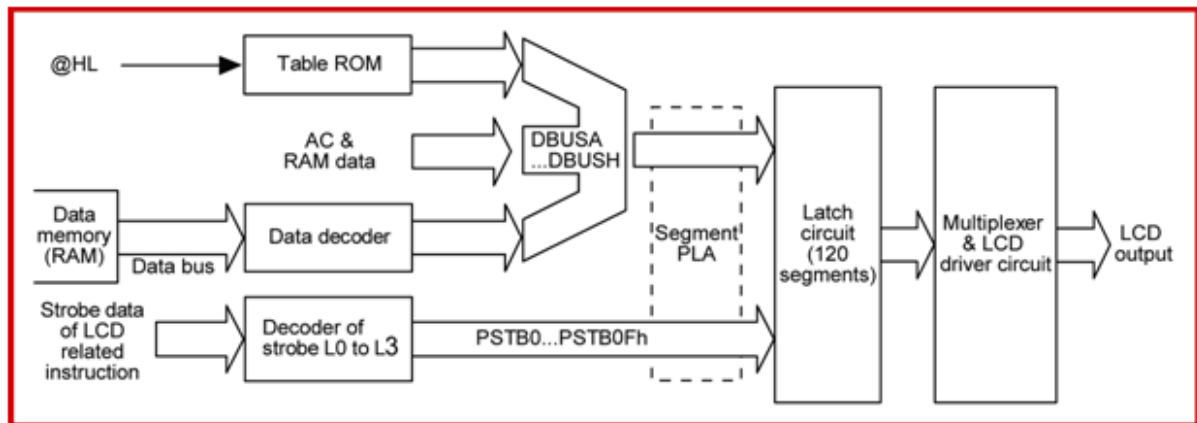 @HL
Table ROM
AC &
RAM data
DBUSA
...DBUSH
Data
memory
(RAM)
Data bus
Data decoder
Segment
PLA
Latch
circuit
(120
segments)
Multiplexer
& LCD
driver circuit
LCD
output
Strobe data
of LCD
related
instruction
Decoder of
strobe L0 to L3
PSTB0...PSTB0Fh